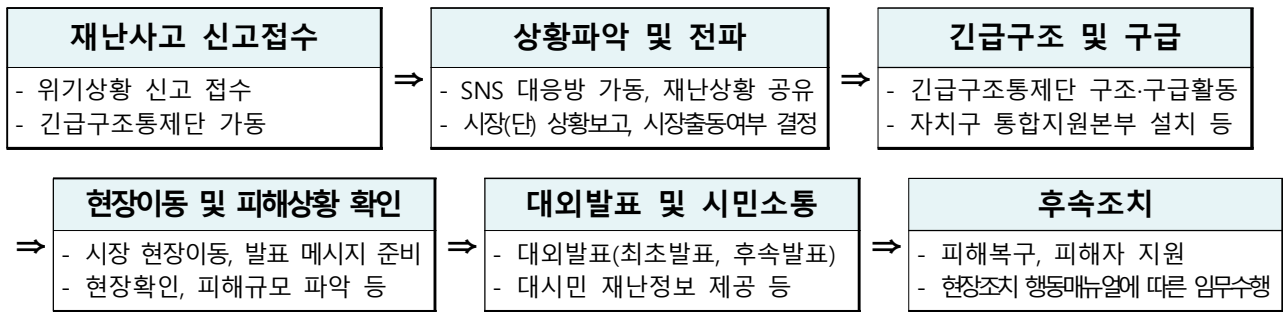 재난사고 신고접수
- 위기상황 신고 접수
- 긴급구조통제단 가동
⇒
상황파악 및 전파
- SNS 대응방 가동, 재난상황 공유
- 시장(단) 상황보고, 시장출동여부 결정
⇒
긴급구조 및 구급
- 긴급구조통제단 구조·구급활동
- 자치구 통합지원본부 설치 등
⇒
현장이동 및 피해상황 확인
- 시장 현장이동, 발표 메시지 준비
- 현장확인, 피해규모 파악 등
⇒
대외발표 및 시민소통
- 대외발표(최초발표, 후속발표)
- 대시민 재난정보 제공 등
⇒
후속조치
- 피해복구, 피해자 지원
- 현장조치 행동매뉴얼에 따른 임무수행